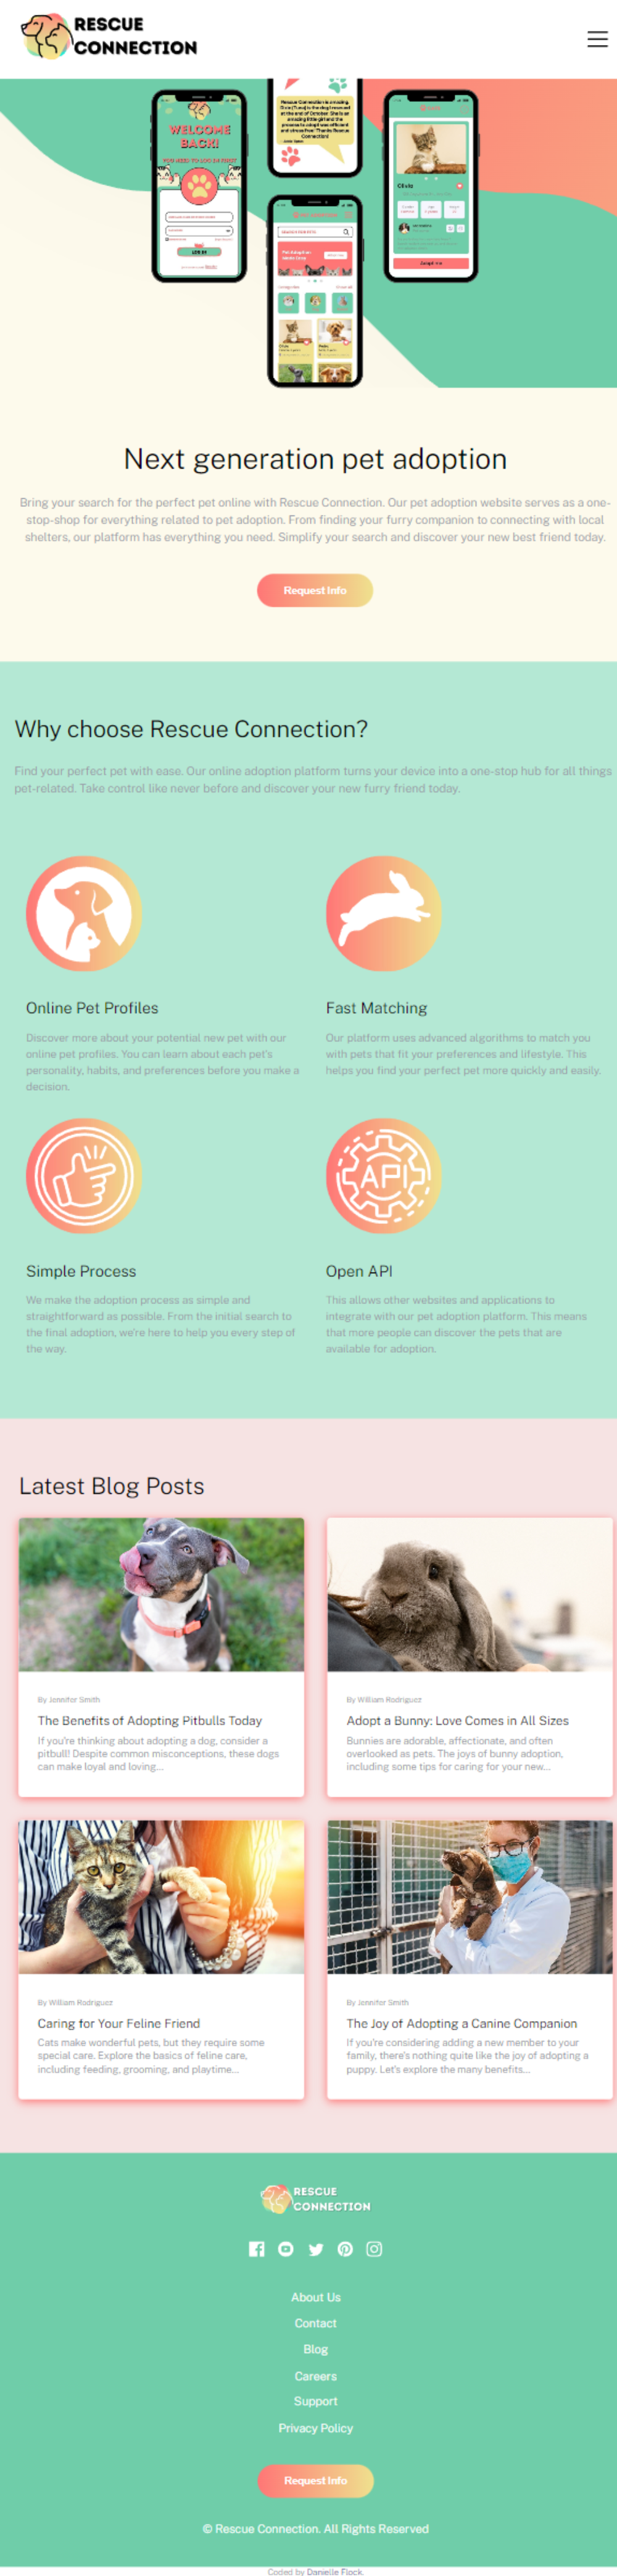 RESCUE
CONNECTION
WELCOME
BACK!
YOU NEED TO LOG IN FIRST
LOG IN
Rescue Connection is amazing.
Olivia
Adopt me
Next generation pet adoption
Bring your search for the perfect pet online with Rescue Connection. Our pet adoption website serves as a one-
stop-shop for everything related to pet adoption. From finding your furry companion to connecting with local
shelters, our platform has everything you need. Simplify your search and discover your new best friend today.
Request Info
Why choose Rescue Connection?
Find your perfect pet with ease. Our online adoption platform turns your device into a one-stop hub for all things
pet-related. Take control like never before and discover your new furry friend today.
Online Pet Profiles
Discover more about your potential new pet with our
online pet profiles. You can learn about each pet's
personality, habits, and preferences before you make a
decision.
Fast Matching
Our platform uses advanced algorithms to match you
with pets that fit your preferences and lifestyle. This
helps you find your perfect pet more quickly and easily.
Simple Process
We make the adoption process as simple and
straightforward as possible. From the initial search to
the final adoption, we're here to help you every step of
the way.
API
Open API
This allows other websites and applications to
integrate with our pet adoption platform. This means
that more people can discover the pets that are
available for adoption.
Latest Blog Posts
By Jennifer Smith
The Benefits of Adopting Pitbulls Today
If you're thinking about adopting a dog, consider a
pitbull! Despite common misconceptions, these dogs
can make loyal and loving...
By William Rodriguez
Adopt a Bunny: Love Comes in All Sizes
Bunnies are adorable, affectionate, and often
overlooked as pets. The joys of bunny adoption,
including some tips for caring for your new...
By William Rodriguez
Caring for Your Feline Friend
Cats make wonderful pets, but they require some
special care. Explore the basics of feline care,
including feeding, grooming, and playtime...
By Jennifer Smith
The Joy of Adopting a Canine Companion
If you're considering adding a new member to your
family, there's nothing quite like the joy of adopting a
puppy. Let's explore the many benefits...
RESCUE
CONNECTION
About Us
Contact
Blog
Careers
Support
Privacy Policy
Request Info
© Rescue Connection. All Rights Reserved
Coded by Danielle Flock.